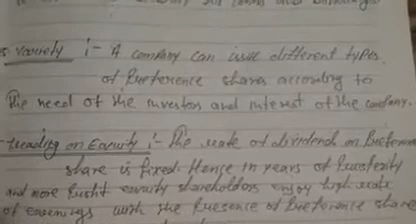 variety :- A company can issue different types
of Preference shares according to
the need of the investors and interest of the company.
Treading on Equity :- The rate of dividend on Preference
share is fixed. Hence in years of Prosperity
and more Profit equity shareholders enjoy high rate
of earnings with the Presence of Preference share